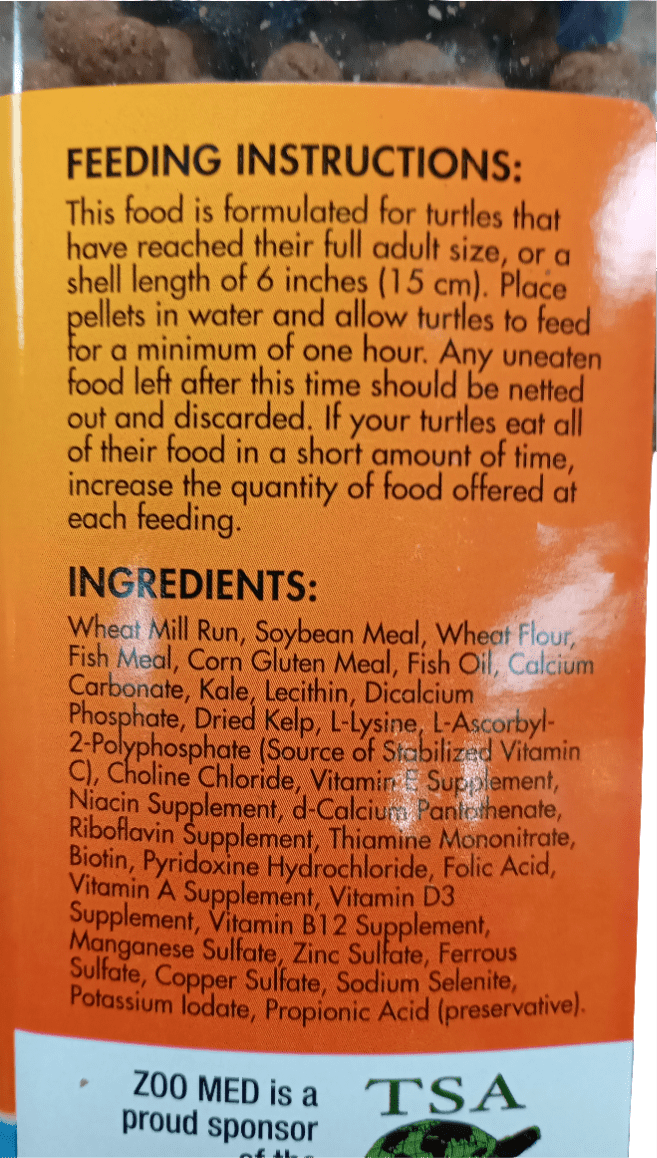 FEEDING INSTRUCTIONS:
This food is formulated for turtles that
have reached their full adult size, or a
shell length of 6 inches (15 cm). Place
pellets in water and allow turtles to feed
for a minimum of one hour. Any uneaten
food left after this time should be netted
out and discarded. If your turtles eat all
of their food in a short amount of time,
increase the quantity of food offered at
each feeding.
INGREDIENTS:
Wheat Mill Run, Soybean Meal, Wheat Flour,
Fish Meal, Corn Gluten Meal, Fish Oil, Calcium
Carbonate, Kale, Lecithin, Dicalcium
Phosphate, Dried Kelp, L-Lysine, L-Ascorbyl-
2-Polyphosphate (Source of Stabilized Vitamin
C), Choline Chloride, Vitamin E Supplement,
Niacin Supplement, d-Calcium Pantothenate,
Riboflavin Supplement, Thiamine Mononitrate,
Biotin, Pyridoxine Hydrochloride, Folic Acid,
Vitamin A Supplement, Vitamin D3
Supplement, Vitamin B12 Supplement,
Manganese Sulfate, Zinc Sulfate, Ferrous
Sulfate, Copper Sulfate, Sodium Selenite,
Potassium Iodate, Propionic Acid (preservative).
ZOO MED is a
proud sponsor
of the
TSA